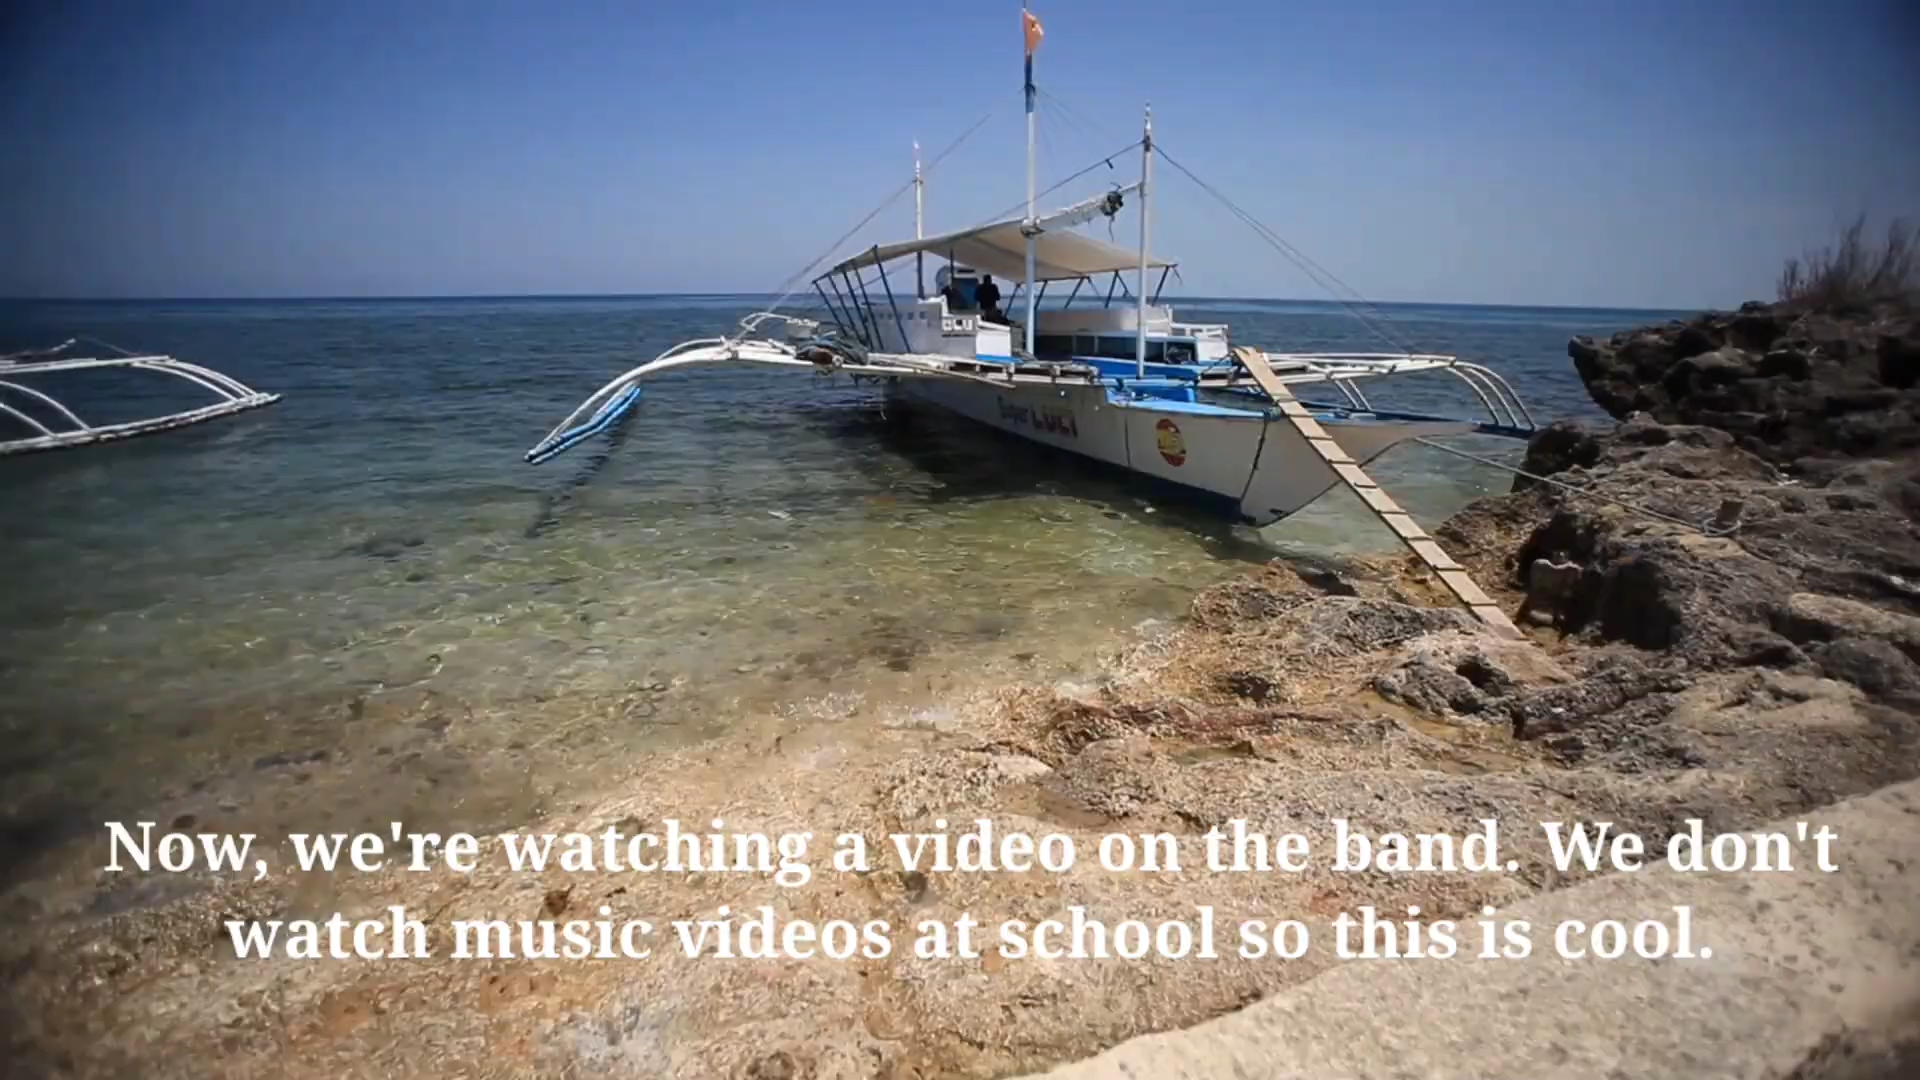 Super
Now, we're watching a video on the band. We don't
watch music videos at school so this is cool.